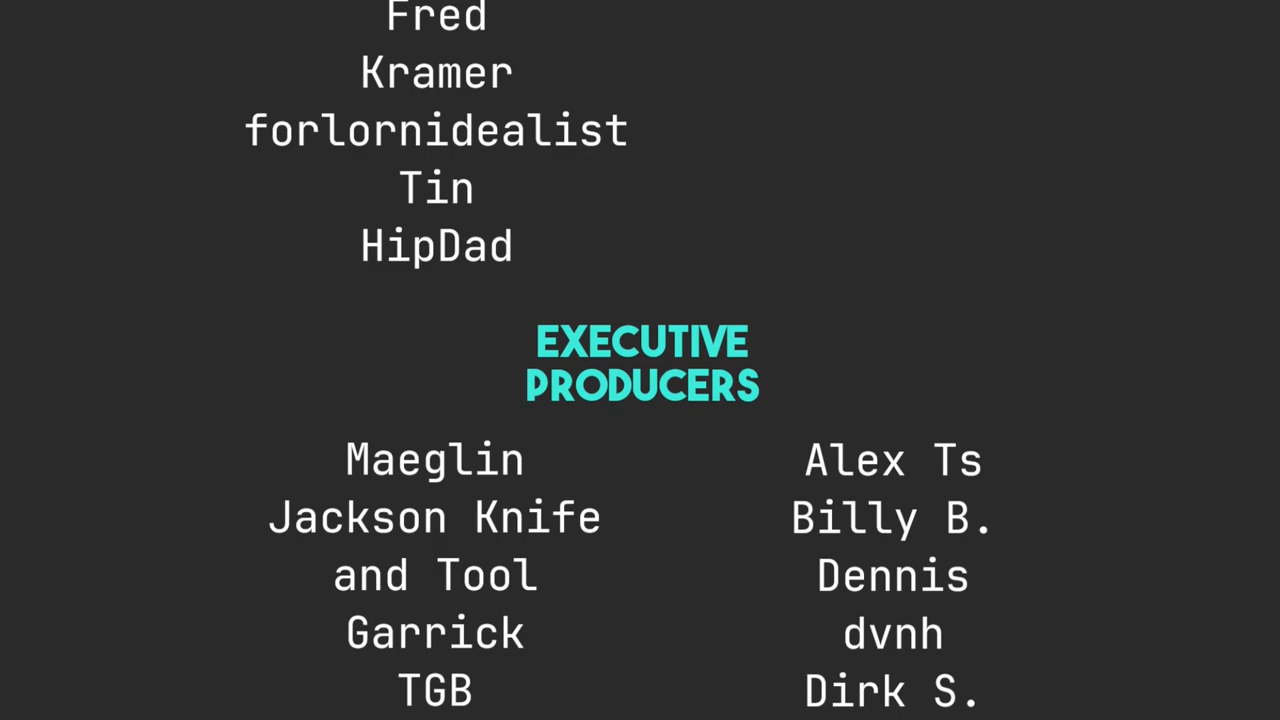 Fred
Kramer
forlornidealist
Tin
HipDad
EXECUTIVE
PRODUCERS
Maeglin
Jackson Knife
and Tool
Garrick
TGB
Alex Ts
Billy B.
Dennis
dvnh
Dirk S.